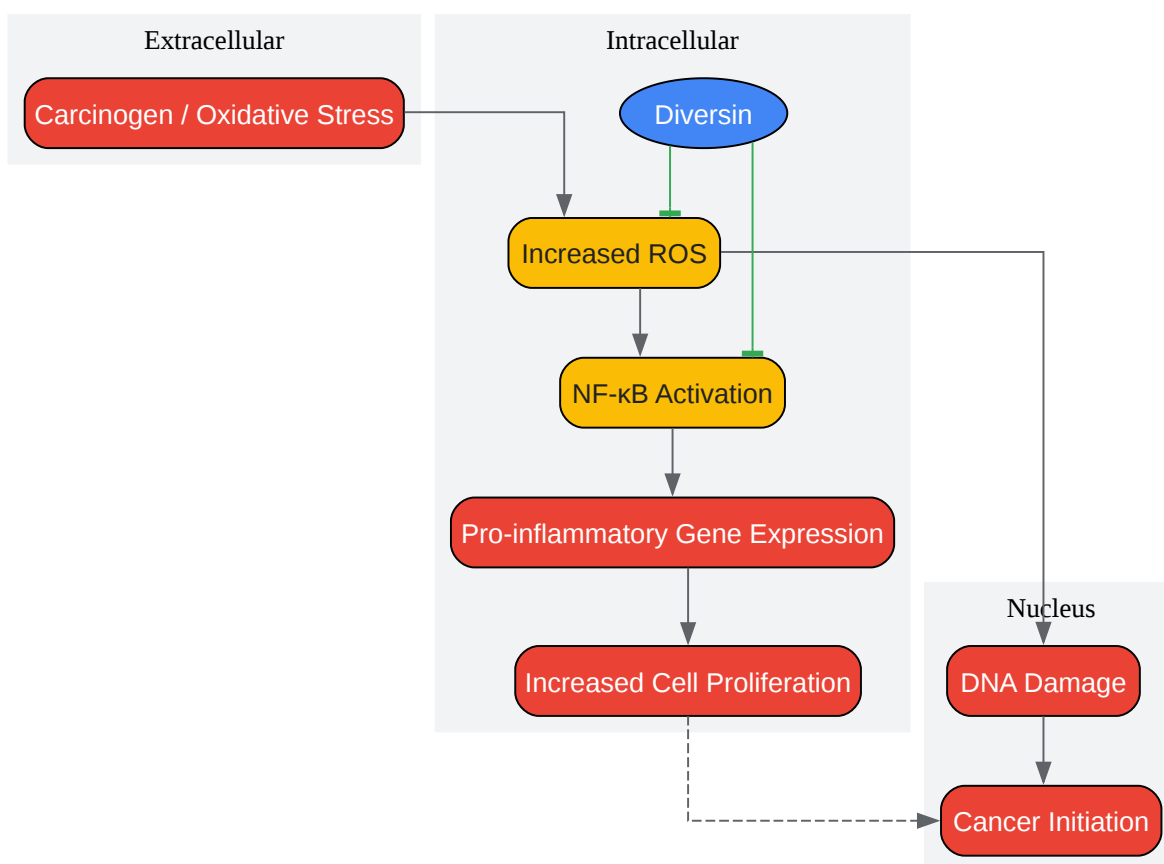 Extracellular
Intracellular
Carcinogen / Oxidative Stress
Diversin
Increased ROS
NF-κB Activation
Pro-inflammatory Gene Expression
Nucleus
Increased Cell Proliferation
DNA Damage
Cancer Initiation